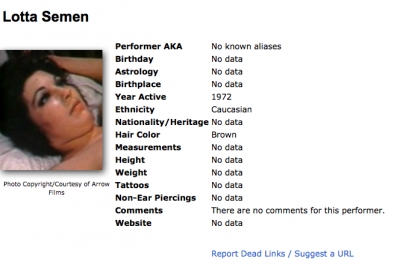 Lotta Semen
Performer AKA No known aliases
Birthday No data
Astrology No data
Birthplace No data
Year Active 1972
Ethnicity Caucasian
Nationality/Heritage No data
Hair Color Brown
Measurements No data
Height No data
Weight No data
Tattoos No data
Non-Ear Piercings No data
Comments There are no comments for this performer.
Website No data
Photo Copyright/Courtesy of Arrow
Films
Report Dead Links / Suggest a URL